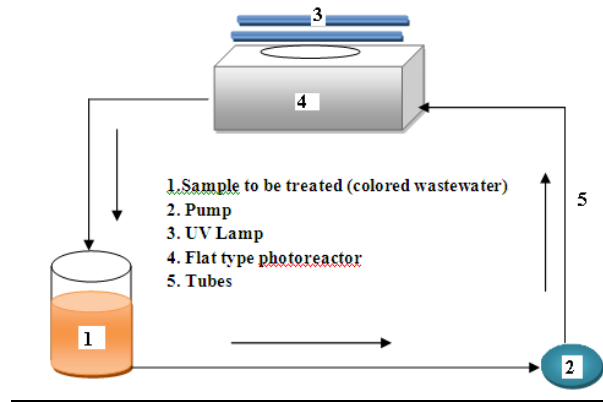 3
4
1.Sample to be treated (colored wastewater)
2. Pump
3. UV Lamp
4. Flat type photoreactor
5. Tubes
5
1
2